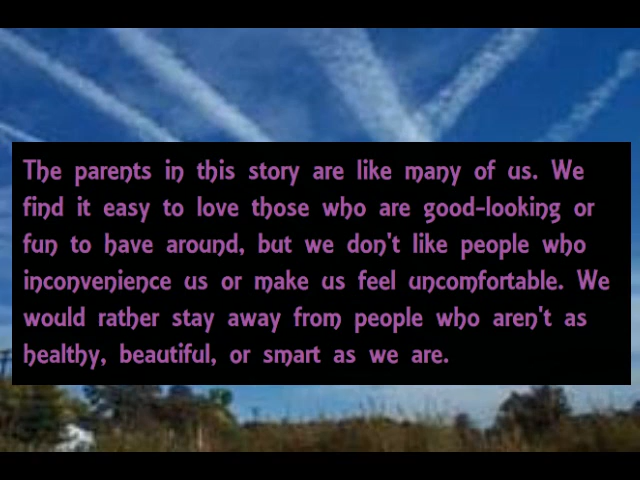 The parents in this story are like many of us. We
find it easy to love those who are good-looking or
fun to have around, but we don't like people who
inconvenience us or make us feel uncomfortable. We
would rather stay away from people who aren't as
healthy, beautiful, or smart as we are.